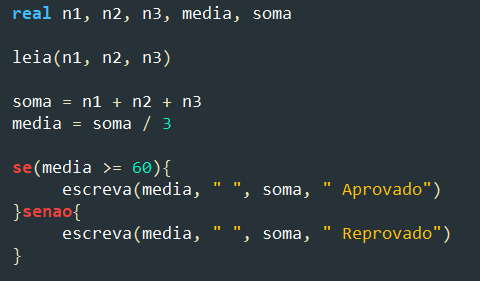 real n1, n2, n3, media, soma
leia(n1, n2, n3)
soma = n1 + n2 + n3
media = soma / 3
se(media >= 60){
escreva(media, " ", soma, " Aprovado")
}senao{
escreva(media, " ", soma, " Reprovado")
}